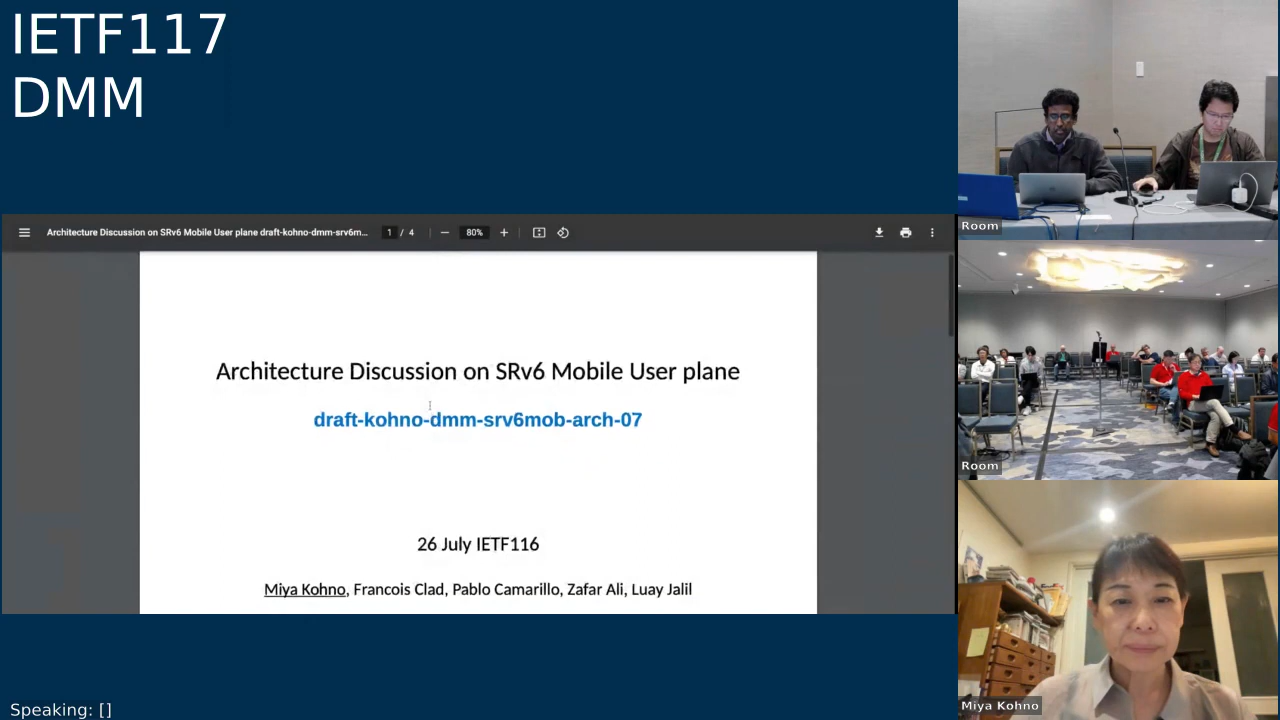 IETF117
DMM
Architecture Discussion on SRv6 Mobile User plane draft-kohno-dmm-srv6m...
1 / 4
80%
Architecture Discussion on SRv6 Mobile User plane
draft-kohno-dmm-srv6mob-arch-07
26 July IETF116
Miya Kohno, Francois Clad, Pablo Camarillo, Zafar Ali, Luay Jalil
Room
Room
Miya Kohno
Speaking: []